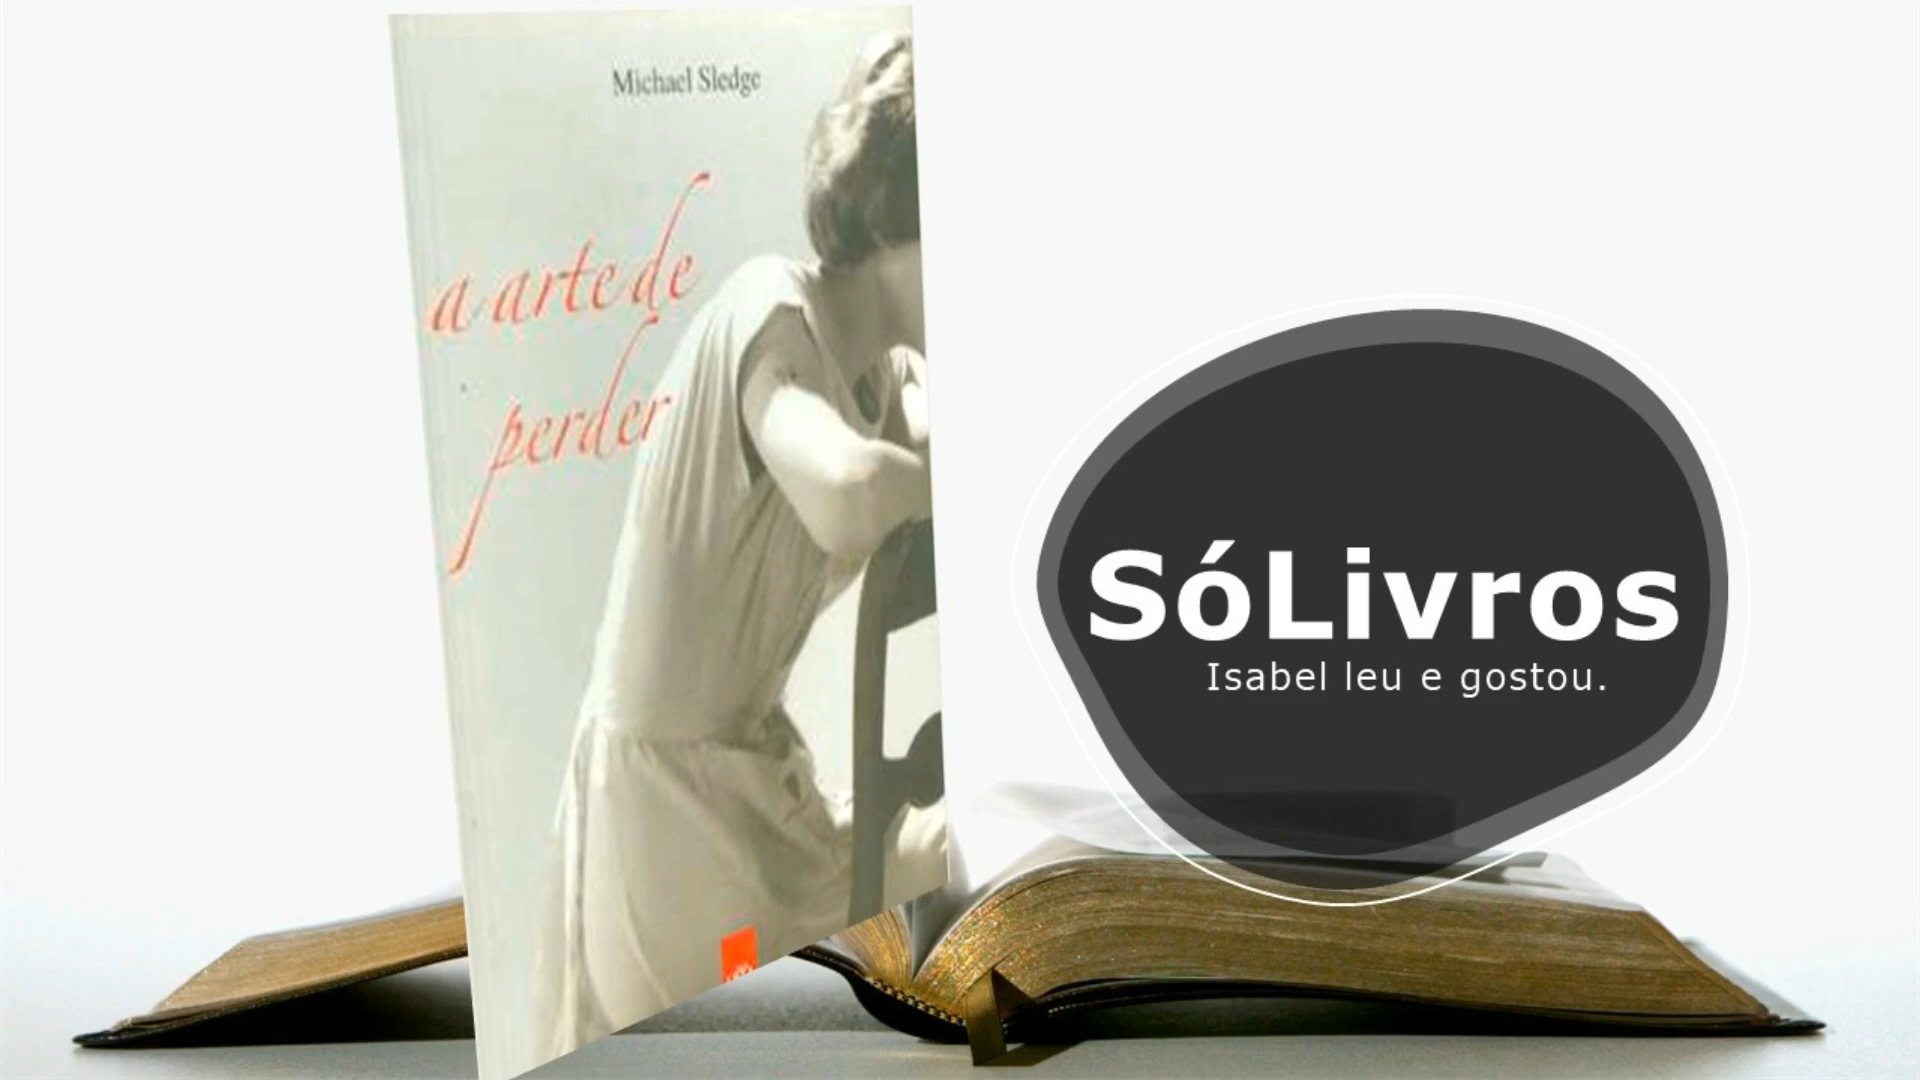 Michael Sledge
a arte de
perder
SóLivros
Isabel leu e gostou.